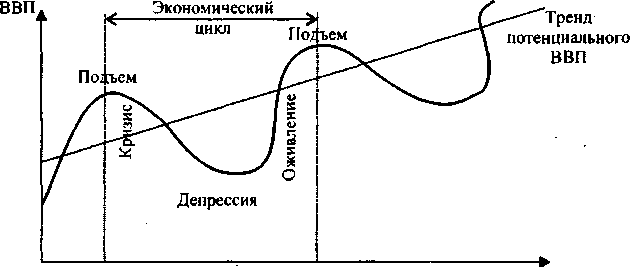 ВВП
Экономический
цикл
Подъем
Тренд
потенциального
ВВП
Подъем
Кризис
Оживление
Депрессия